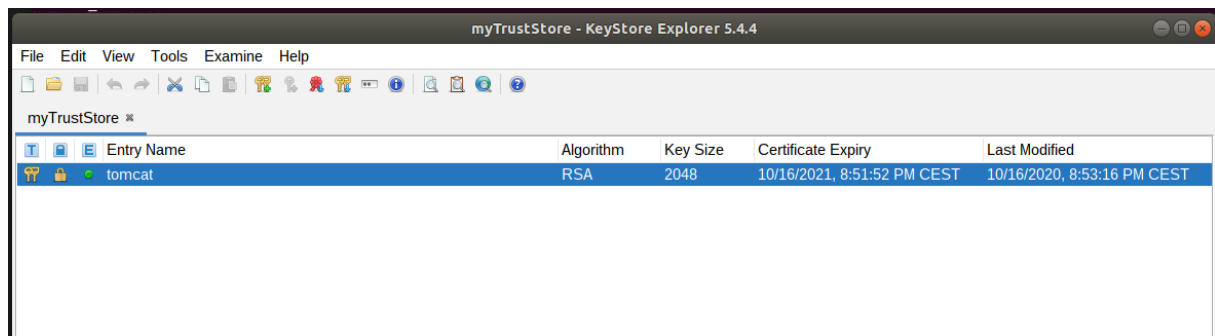 myTrustStore - KeyStore Explorer 5.4.4
File Edit View Tools Examine Help
myTrustStore
T E Entry Name Algorithm Key Size Certificate Expiry Last Modified
tomcat RSA 2048 10/16/2021, 8:51:52 PM CEST 10/16/2020, 8:53:16 PM CEST